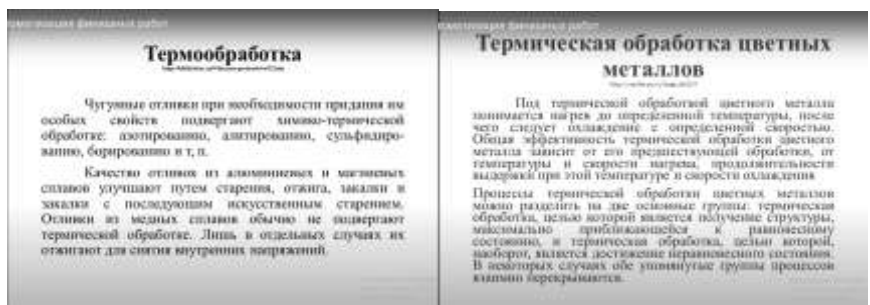 Термообработка
Чугунные отливки при необходимости придания им
особых свойств подвергают химико-термической
обработке: азотированию, алитированию, сульфидиро-
ванию, борированию и т, п.
Качество отливок из алюминиевых и магниевых
сплавов улучшают путем старения, отжига, закалки и
закалки с последующим искусственным старением.
Отливки из медных сплавов обычно не подвергают
термической обработке. Лишь в отдельных случаях их
отжигают для снятия внутренних напряжений.
Термическая обработка цветных
металлов
Под термической обработкой цветного металла
понимается нагрев до определенной температуры, после
чего следует охлаждение с определенной скоростью.
Общая эффективность термической обработки цветного
металла зависит от его предшествующей обработки, от
температуры и скорости нагрева, продолжительности
выдержки при этой температуре и скорости охлаждения
Процессы термической обработки цветных металлов
можно разделить на две основные группы: термическая
обработка, целью которой является получение структуры,
максимально приближающейся к равновесному
состоянию, и термическая обработка, целью которой,
наоборот, является достижение неравновесного состояния.
В некоторых случаях обе упомянутые группы процессов
взаимно перекрываются.